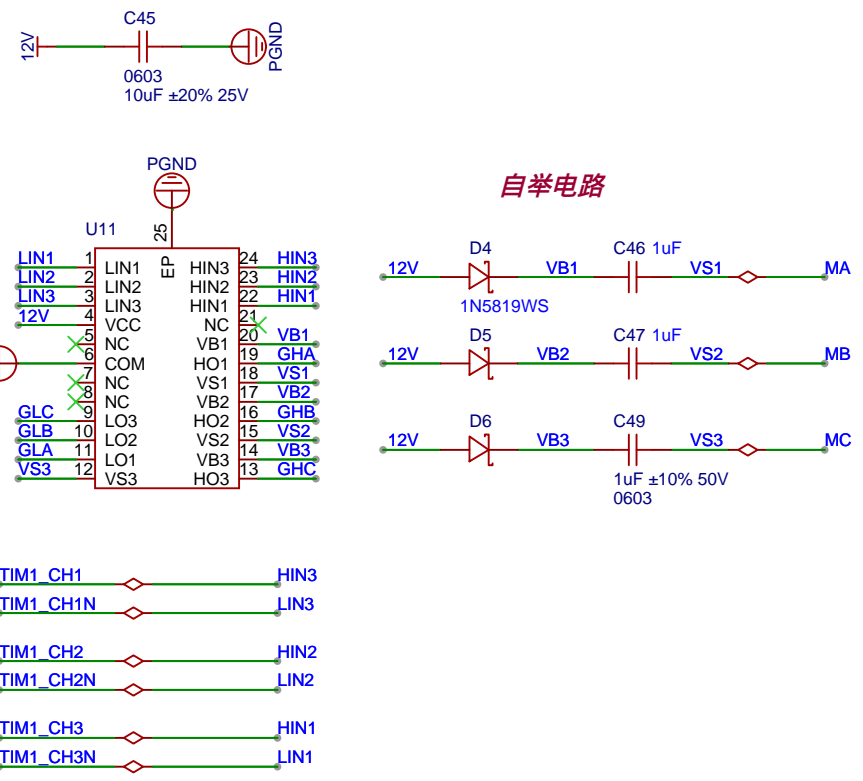 C45
12V
PGND
0603
10uF ±20% 25V
PGND
自举电路
U11
25
EP
LIN1 1 LIN1 HIN3 24 HIN3
LIN2 2 LIN2 HIN2 23 HIN2
LIN3 3 LIN3 HIN1 22 HIN1
12V 4 VCC NC 21
5 NC VB1 20 VB1
6 COM HO1 19 GHA
7 NC VS1 18 VS1
8 NC VB2 17 VB2
GLC 9 LO3 HO2 16 GHB
GLB 10 LO2 VS2 15 VS2
GLA 11 LO1 VB3 14 VB3
VS3 12 VS3 HO3 13 GHC
D4 C46 1uF
12V VB1 VS1 MA
1N5819WS
D5 C47 1uF
12V VB2 VS2 MB
D6 C49
12V VB3 VS3 MC
1uF ±10% 50V
0603
TIM1_CH1 HIN3
TIM1_CH1N LIN3
TIM1_CH2 HIN2
TIM1_CH2N LIN2
TIM1_CH3 HIN1
TIM1_CH3N LIN1